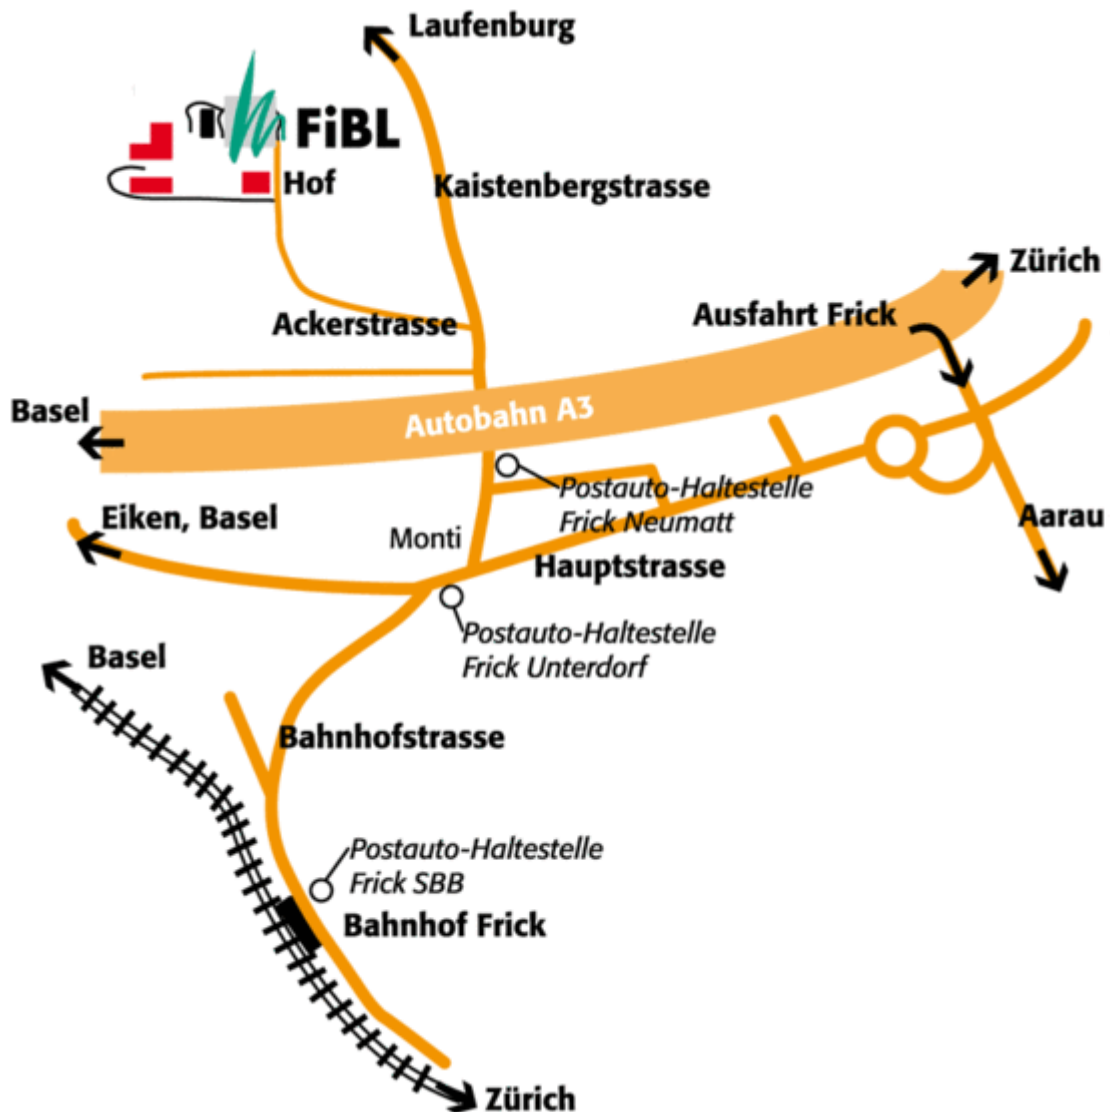 Laufenburg
FiBL
Hof
Kaistenbergstrasse
Zürich
Ausfahrt Frick
Ackerstrasse
Basel
Autobahn A3
Postauto-Haltestelle
Frick Neumatt
Eiken, Basel
Aarau
Monti
Hauptstrasse
Postauto-Haltestelle
Frick Unterdorf
Basel
Bahnhofstrasse
Postauto-Haltestelle
Frick SBB
Bahnhof Frick
Zürich